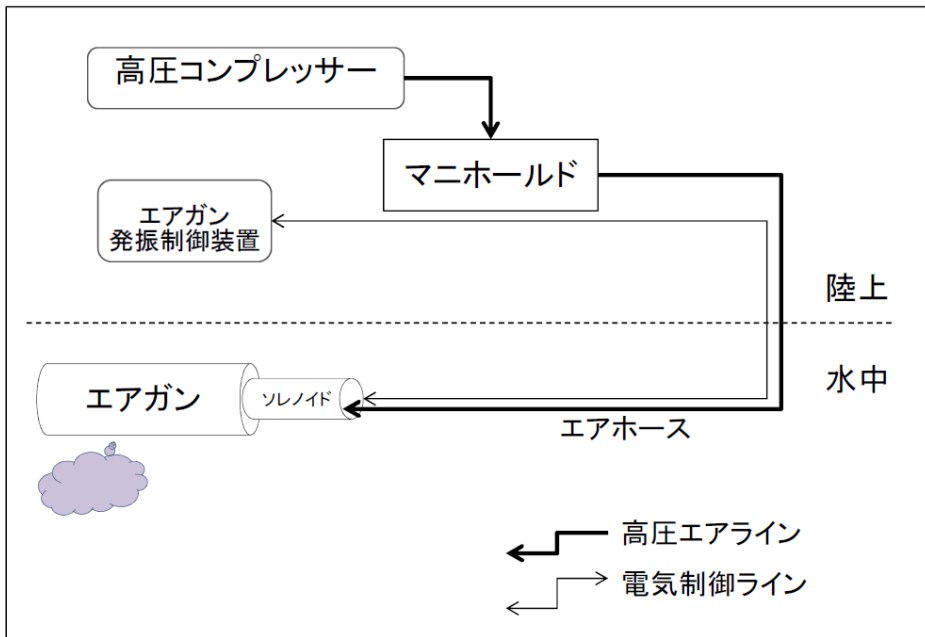 高圧コンプレッサー
マニホールド
エアガン
発振制御装置
陸上
水中
エアガン
ソレノイド
エアホース
高圧エアライン
電気制御ライン